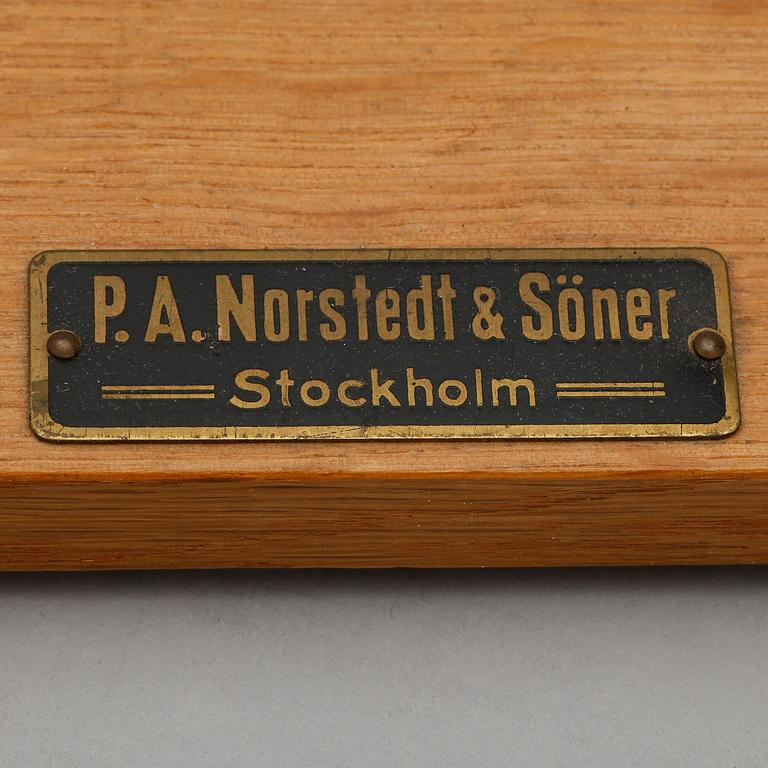 P. A. Norstedt & Söner
Stockholm